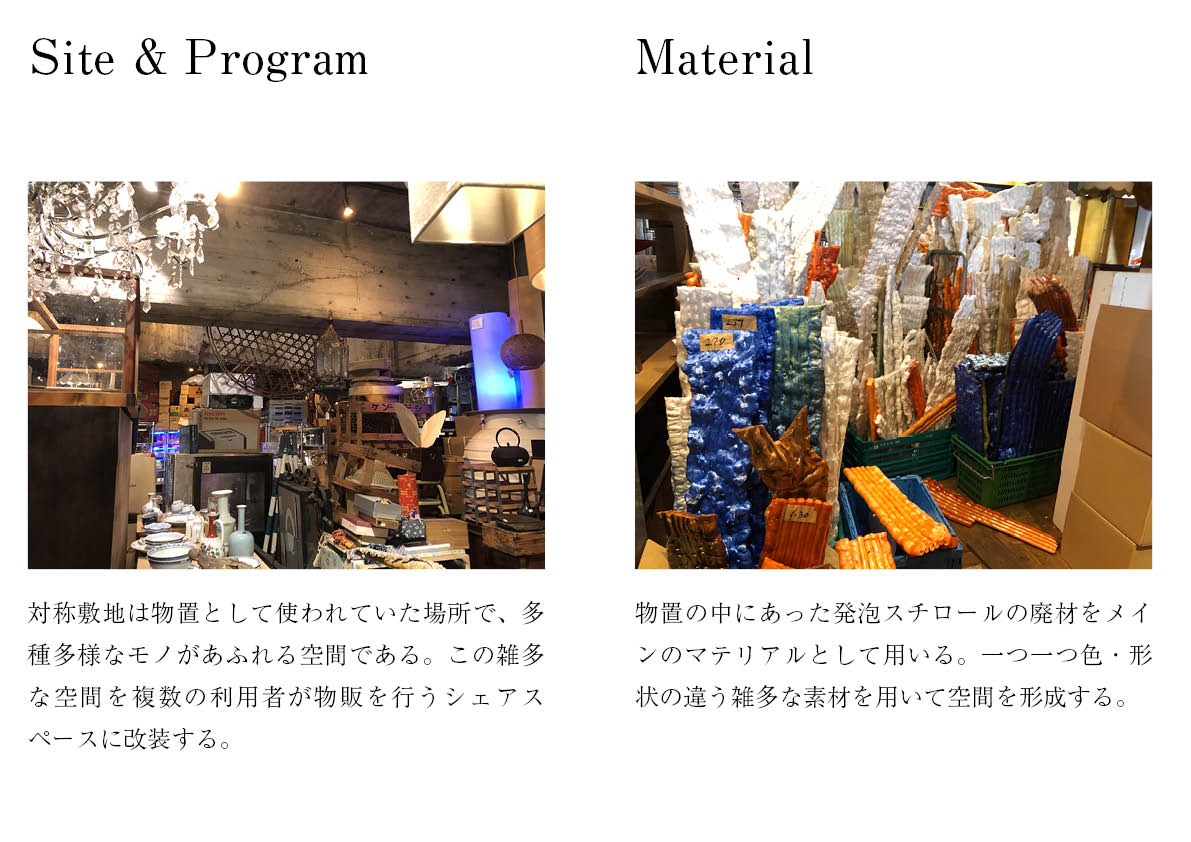 Site & Program
対称敷地は物置として使われていた場所で、多
種多様なモノがあふれる空間である。この雑多
な空間を複数の利用者が物販を行うシェアス
ペースに改装する。
Material
270
630
物置の中にあった発泡スチロールの廃材をメイ
ンのマテリアルとして用いる。一つ一つ色・形
状の違う雑多な素材を用いて空間を形成する。